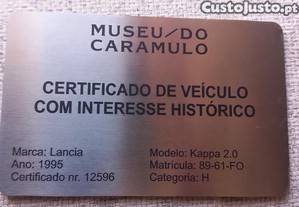 Custojusto.pt
MUSEU/DO
CARAMULO
CERTIFICADO DE VEÍCULO
COM INTERESSE HISTÓRICO
Marca: Lancia Modelo: Kappa 2.0
Ano: 1995 Matrícula: 89-61-FO
Certificado nr. 12596 Categoria: H